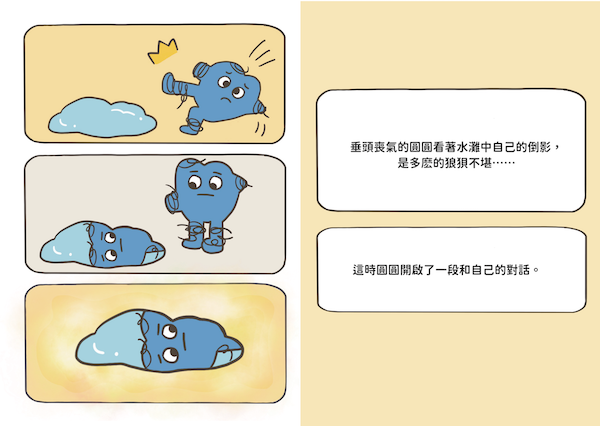 垂頭喪氣的圓圓看著水灘中自己的倒影，
是多麽的狼狽不堪⋯⋯
這時圓圓開啟了一段和自己的對話。